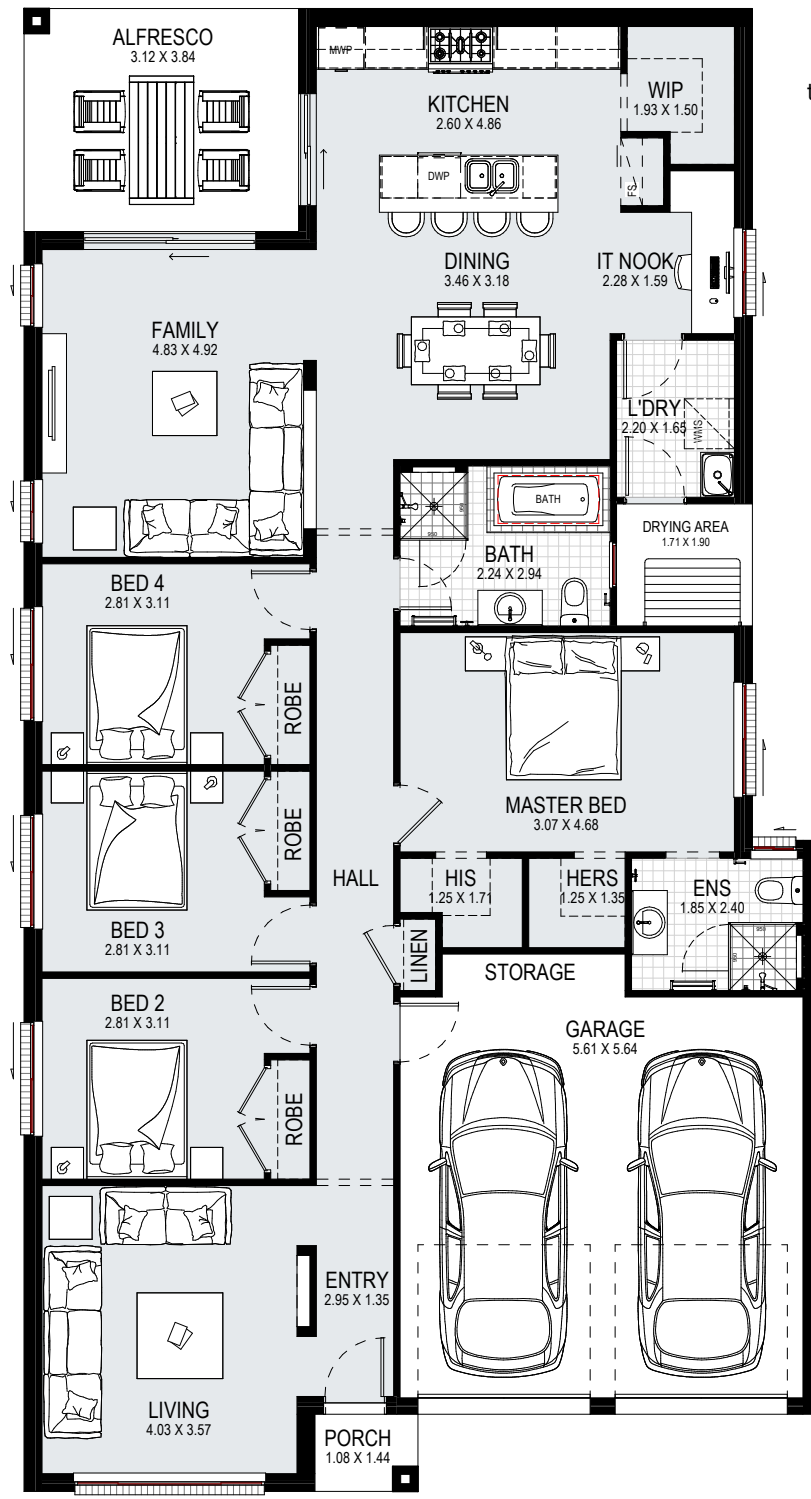 ALFRESCO
3.12 X 3.84
MWP
KITCHEN
2.60 X 4.86
WIP
1.93 X 1.50
t
DWP
FS
DINING
3.46 X 3.18
IT NOOK
2.28 X 1.59
FAMILY
4.83 X 4.92
L'DRY
2.20 X 1.65
WMS
BATH
950
950
DRYING AREA
1.71 X 1.90
BATH
2.24 X 2.94
BED 4
2.81 X 3.11
ROBE
MASTER BED
3.07 X 4.68
ROBE
HALL
HIS
1.25 X 1.71
HERS
1.25 X 1.35
ENS
1.85 X 2.40
950
950
BED 3
2.81 X 3.11
LINEN
STORAGE
BED 2
2.81 X 3.11
GARAGE
5.61 X 5.64
ROBE
ENTRY
2.95 X 1.35
LIVING
4.03 X 3.57
PORCH
1.08 X 1.44